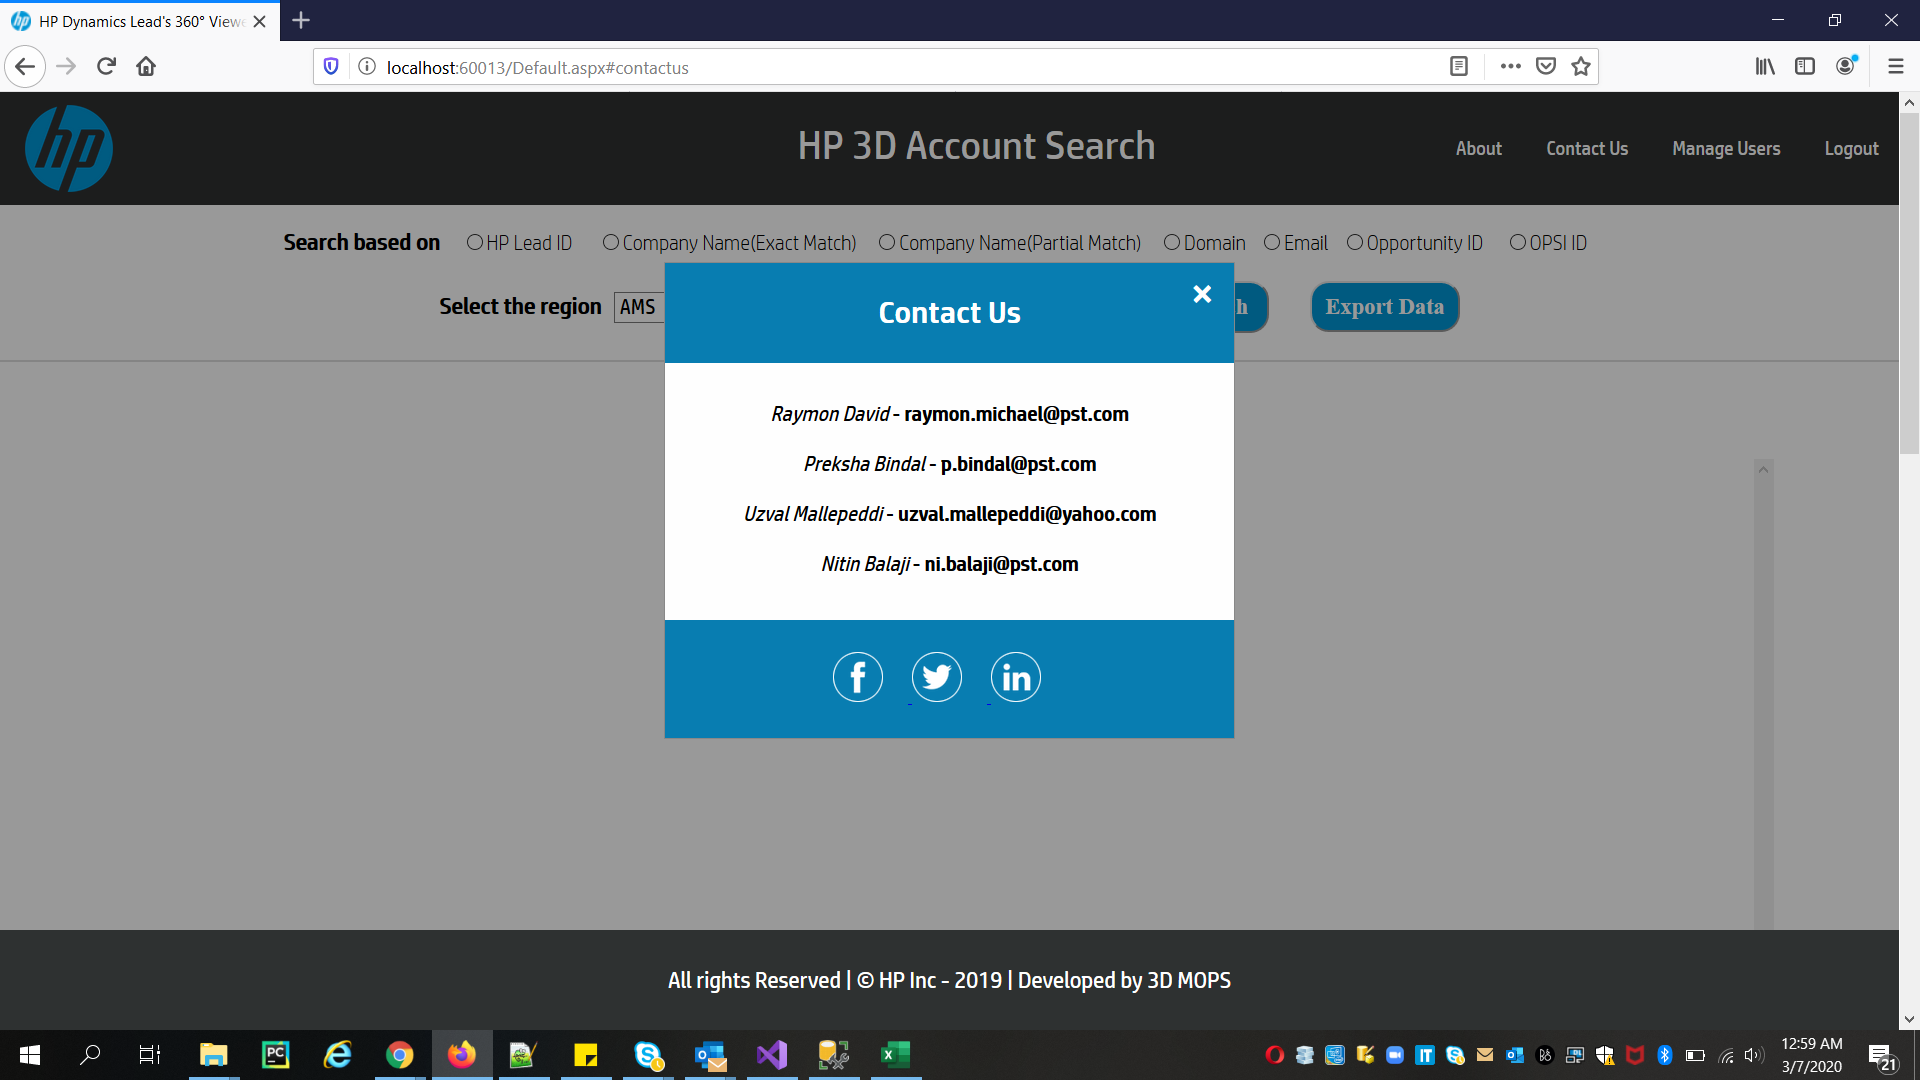 HP Dynamics Lead's 360° Viewe
localhost:60013/Default.aspx#contactus
hp
HP 3D Account Search
About
Contact Us
Manage Users
Logout
Search based on
HP Lead ID
Company Name(Exact Match)
Company Name(Partial Match)
Domain
Email
Opportunity ID
OPSI ID
Select the region
AMS
h
Export Data
Contact Us
Raymon David - raymon.michael@pst.com
Preksha Bindal - p.bindal@pst.com
Uzval Mallepeddi - uzval.mallepeddi@yahoo.com
Nitin Balaji - ni.balaji@pst.com
All rights Reserved | © HP Inc - 2019 | Developed by 3D MOPS
12:59 AM
3/7/2020
21